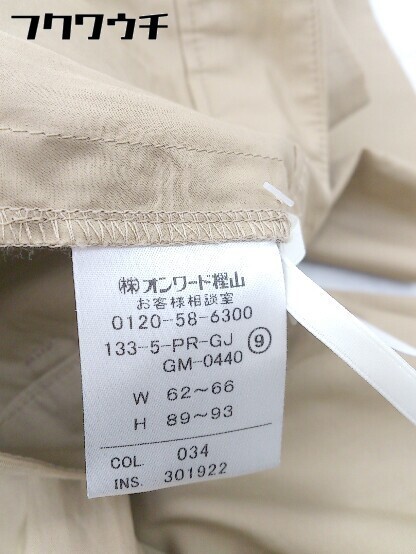 フクワウチ
㈱オンワード樫山
お客様相談室
0120-58-6300
133-5-PR-GJ ⑨
GM-0440
W 62～66
H 89～93
COL. 034
INS. 301922